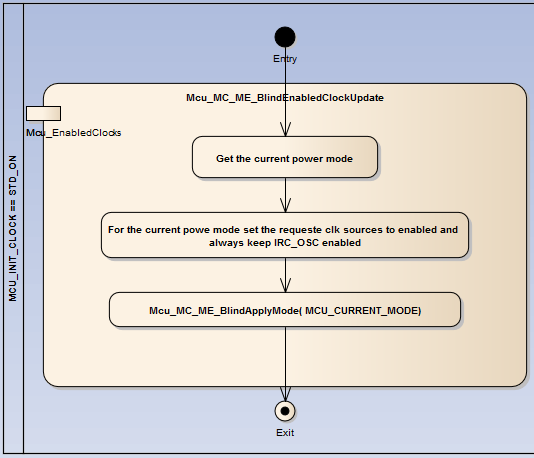 Entry
Mcu_MC_ME_BlindEnabledClockUpdate
Mcu_EnabledClocks
Get the current power mode
For the current powe mode set the requeste clk sources to enabled and
always keep IRC_OSC enabled
Mcu_MC_ME_BlindApplyMode( MCU_CURRENT_MODE)
Exit
MCU_INIT_CLOCK == STD_ON